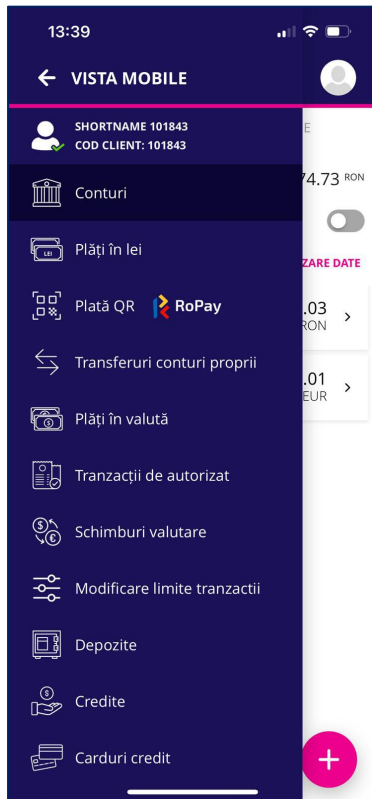 13:39
VISTA MOBILE
SHORTNAME 101843
COD CLIENT: 101843
E
Conturi
74.73 RON
Plăți în lei
LEI
ZARE DATE
Plată QR RoPay
.03
RON
Transferuri conturi proprii
.01
EUR
Plăți în valută
Tranzacții de autorizat
Schimburi valutare
Modificare limite tranzactii
Depozite
Credite
Carduri credit